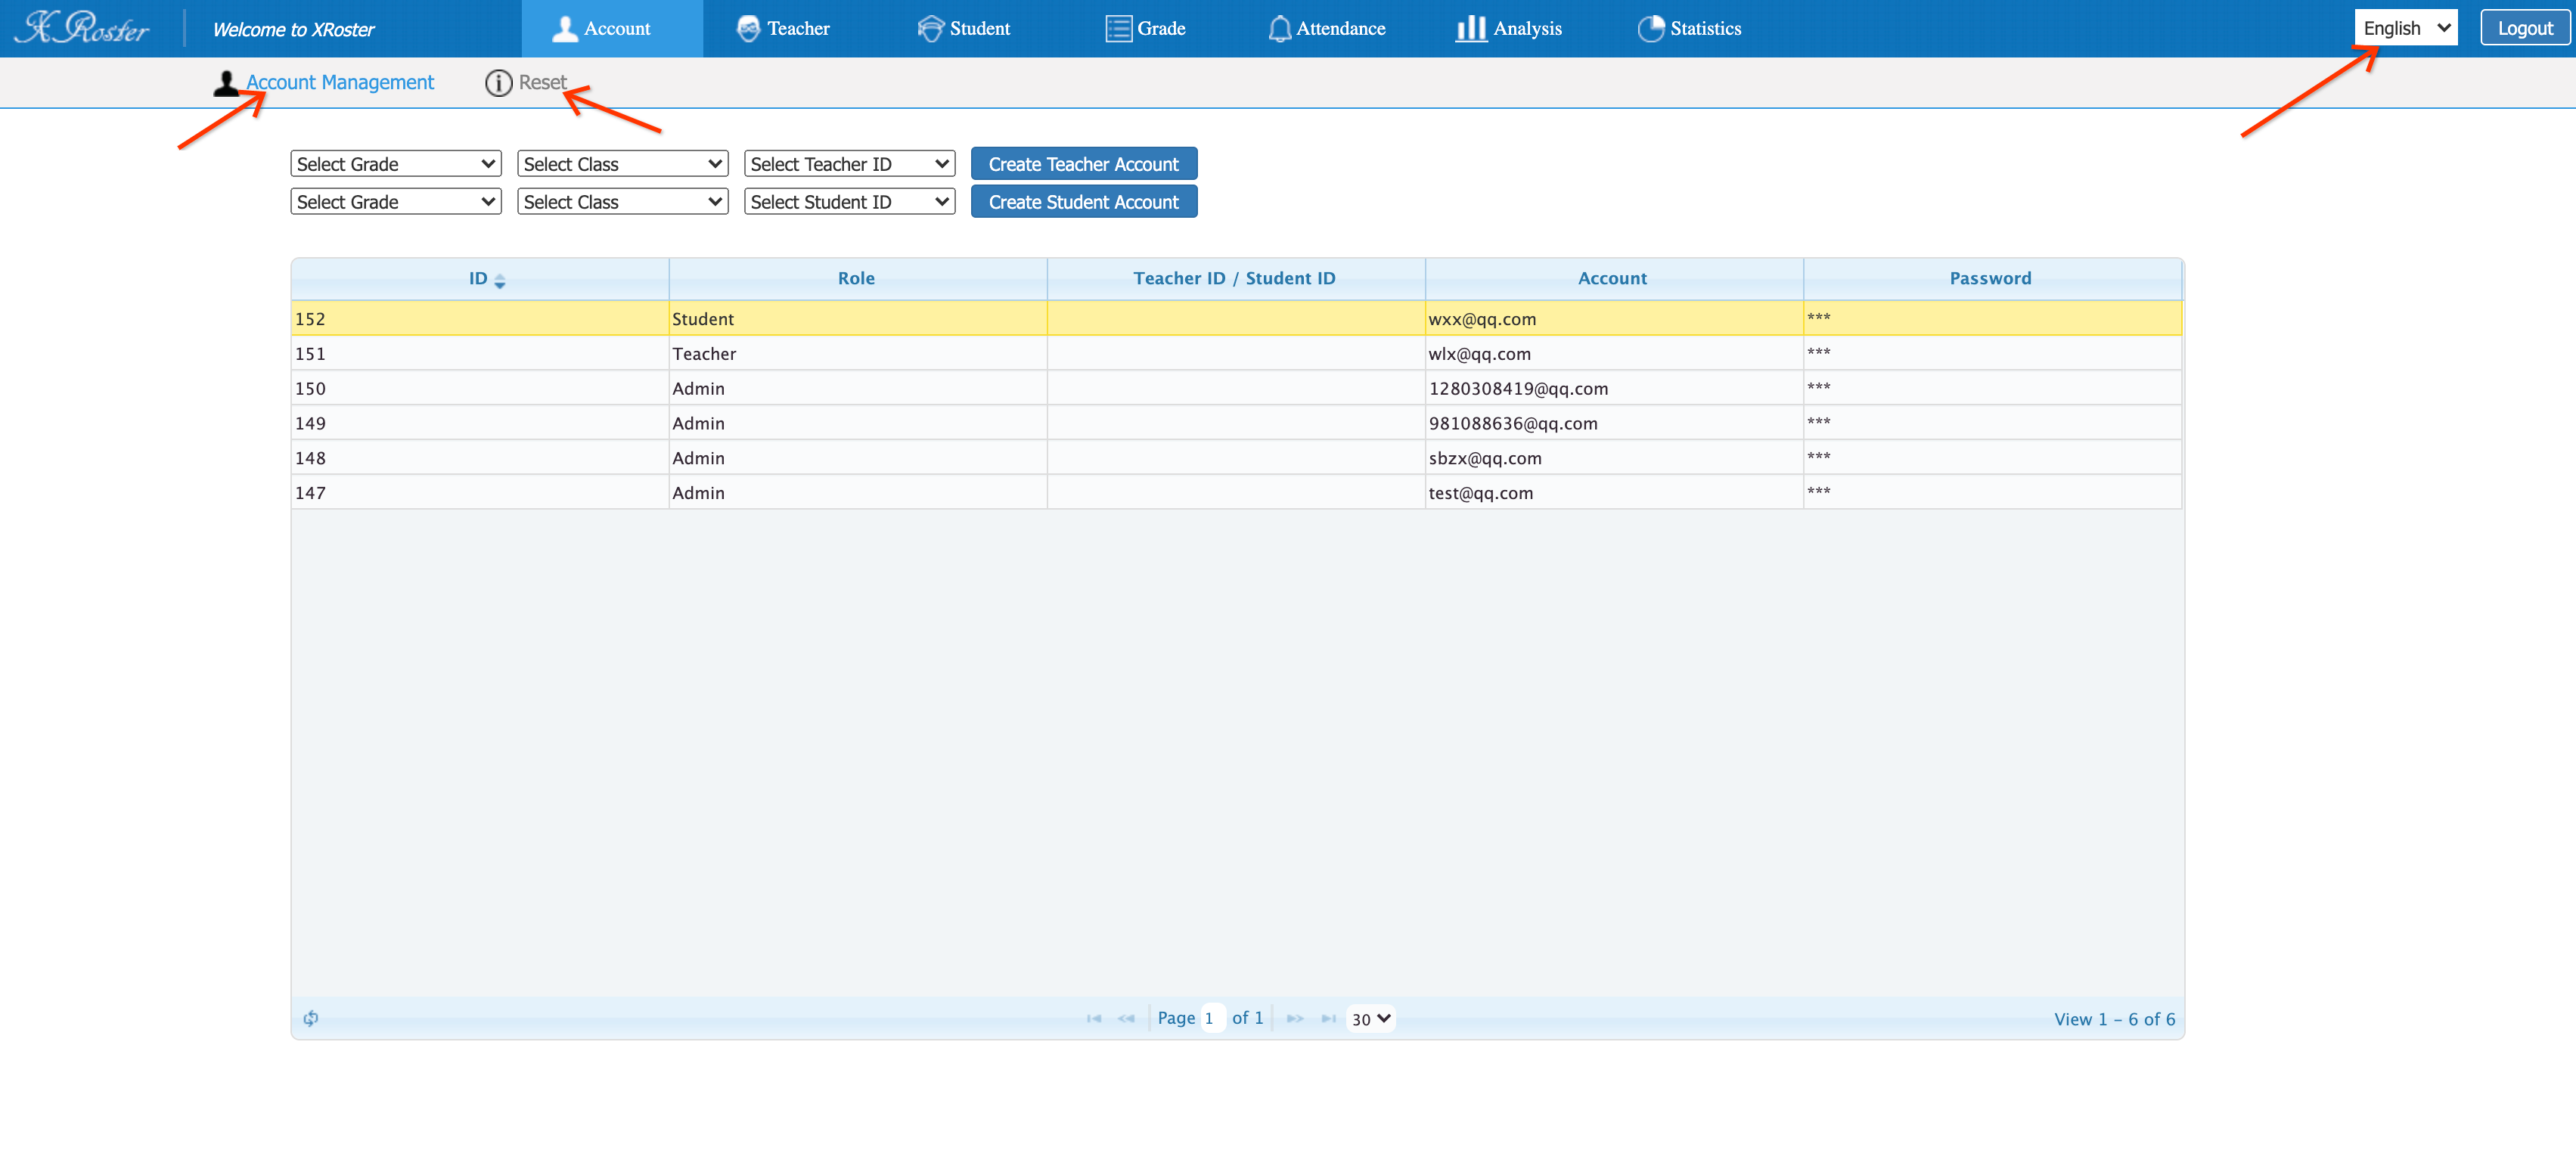 X Roster
Welcome to XRoster
Account
Teacher
Student
Grade
Attendance
Analysis
Statistics
English
Logout
Account Management
Reset
Select Grade
Select Class
Select Teacher ID
Create Teacher Account
Select Grade
Select Class
Select Student ID
Create Student Account
ID Role Teacher ID / Student ID Account Password
152 Student wxx@qq.com ***
151 Teacher wlx@qq.com ***
150 Admin 1280308419@qq.com ***
149 Admin 981088636@qq.com ***
148 Admin sbzx@qq.com ***
147 Admin test@qq.com ***
Page 1 of 1
30
View 1 - 6 of 6